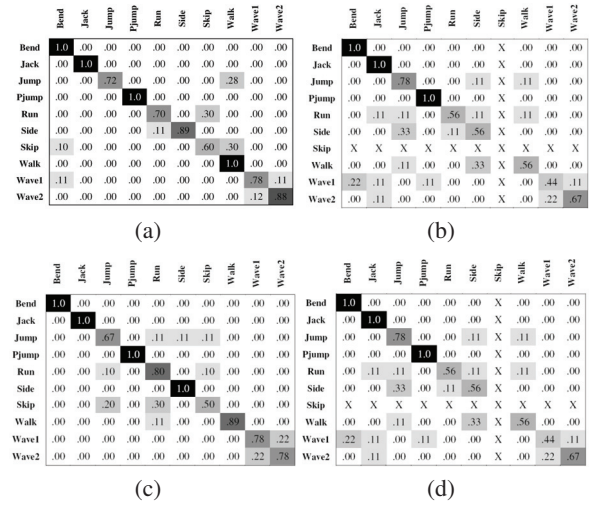 Bend Jack Jump Pjump Run Side Skip Walk Wave1 Wave2
Bend 1.0 .00 .00 .00 .00 .00 .00 .00 .00 .00
Jack .00 1.0 .00 .00 .00 .00 .00 .00 .00 .00
Jump .00 .00 .72 .00 .00 .00 .00 .28 .00 .00
Pjump .00 .00 .00 1.0 .00 .00 .00 .00 .00 .00
Run .00 .00 .00 .00 .70 .00 .30 .00 .00 .00
Side .00 .00 .00 .00 .11 .89 .00 .00 .00 .00
Skip .10 .00 .00 .00 .00 .00 .60 .30 .00 .00
Walk .00 .00 .00 .00 .00 .00 .00 1.0 .00 .00
Wave1 .11 .00 .00 .00 .00 .00 .00 .00 .78 .11
Wave2 .00 .00 .00 .00 .00 .00 .00 .00 .12 .88
(a)
Bend Jack Jump Pjump Run Side Skip Walk Wave1 Wave2
Bend 1.0 .00 .00 .00 .00 .00 X .00 .00 .00
Jack .00 1.0 .00 .00 .00 .00 X .00 .00 .00
Jump .00 .00 .78 .00 .00 .11 X .11 .00 .00
Pjump .00 .00 .00 1.0 .00 .00 X .00 .00 .00
Run .00 .11 .11 .00 .56 .11 X .11 .00 .00
Side .00 .00 .33 .00 .11 .56 X .00 .00 .00
Skip X X X X X X X X X X
Walk .00 .00 .11 .00 .00 .33 X .56 .00 .00
Wave1 .22 .11 .00 .11 .00 .00 X .00 .44 .11
Wave2 .00 .11 .00 .00 .00 .00 X .00 .22 .67
(b)
Bend Jack Jump Pjump Run Side Skip Walk Wave1 Wave2
Bend 1.0 .00 .00 .00 .00 .00 .00 .00 .00 .00
Jack .00 1.0 .00 .00 .00 .00 .00 .00 .00 .00
Jump .00 .00 .67 .00 .11 .11 .11 .00 .00 .00
Pjump .00 .00 .00 1.0 .00 .00 .00 .00 .00 .00
Run .00 .00 .10 .00 .80 .00 .10 .00 .00 .00
Side .00 .00 .00 .00 .00 1.0 .00 .00 .00 .00
Skip .00 .00 .20 .00 .30 .00 .50 .00 .00 .00
Walk .00 .00 .00 .00 .11 .00 .00 .89 .00 .00
Wave1 .00 .00 .00 .00 .00 .00 .00 .00 .78 .22
Wave2 .00 .00 .00 .00 .00 .00 .00 .00 .22 .78
(c)
Bend Jack Jump Pjump Run Side Skip Walk Wave1 Wave2
Bend 1.0 .00 .00 .00 .00 .00 X .00 .00 .00
Jack .00 1.0 .00 .00 .00 .00 X .00 .00 .00
Jump .00 .00 .78 .00 .00 .11 X .11 .00 .00
Pjump .00 .00 .00 1.0 .00 .00 X .00 .00 .00
Run .00 .11 .11 .00 .56 .11 X .11 .00 .00
Side .00 .00 .33 .00 .11 .56 X .00 .00 .00
Skip X X X X X X X X X X
Walk .00 .00 .11 .00 .00 .33 X .56 .00 .00
Wave1 .22 .11 .00 .11 .00 .00 X .00 .44 .11
Wave2 .00 .11 .00 .00 .00 .00 X .00 .22 .67
(d)